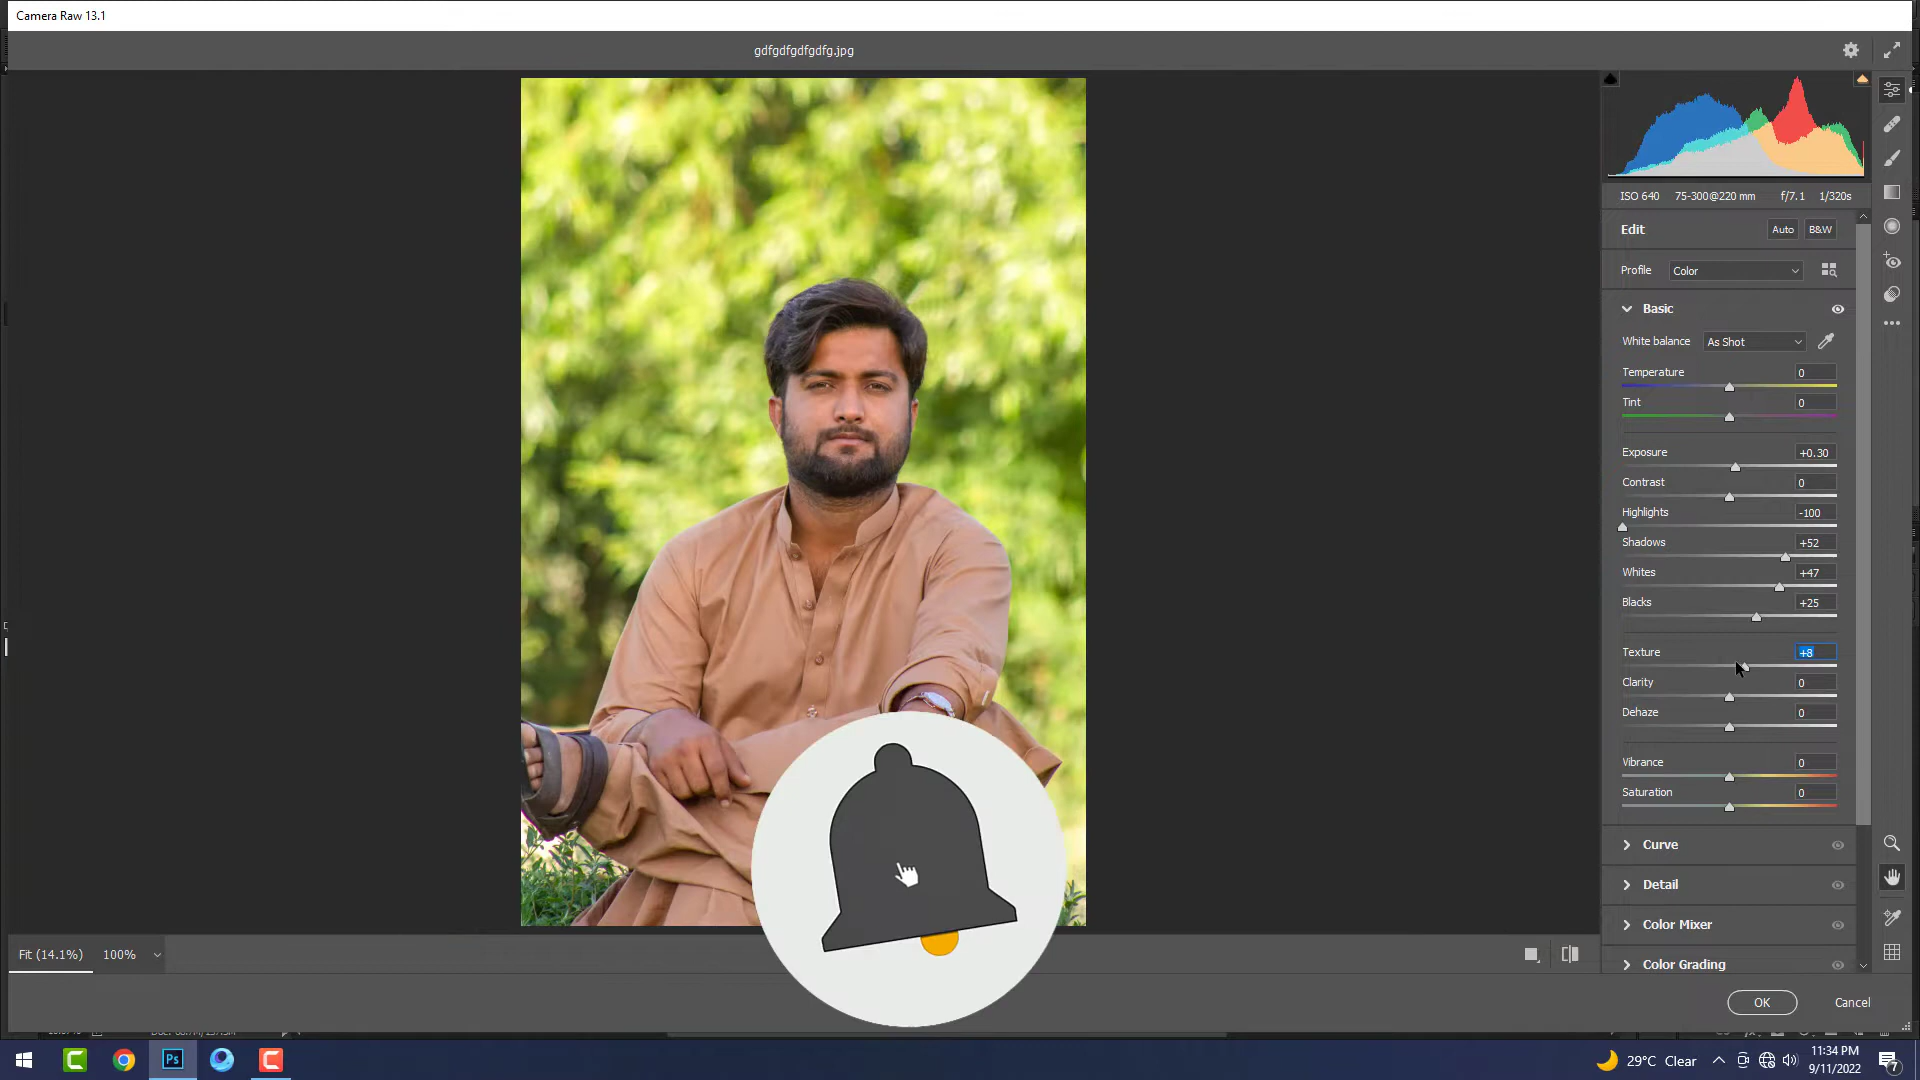 Camera Raw 13.1
gdfgdfgdfgdfg.jpg
ISO 640 75-300@220 mm f/7.1 1/320s
Edit Auto B&W
Profile Color
Basic
White balance As Shot
Temperature 0
Tint 0
Exposure +0.30
Contrast 0
Highlights -100
Shadows +52
Whites +47
Blacks +25
Texture +8
Clarity 0
Dehaze 0
Vibrance 0
Saturation 0
Curve
Detail
Color Mixer
Color Grading
Fit (14.1%) 100%
OK Cancel
Ps
29°C Clear
11:34 PM
9/11/2022
7